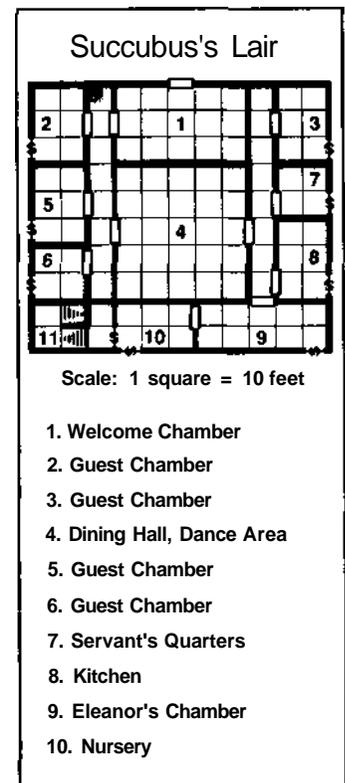 Succubus's Lair
2 1 3
7
5 4
6 8
11 10 9
S S S S S S S S S
Scale: 1 square = 10 feet
1. Welcome Chamber
2. Guest Chamber
3. Guest Chamber
4. Dining Hall, Dance Area
5. Guest Chamber
6. Guest Chamber
7. Servant's Quarters
8. Kitchen
9. Eleanor's Chamber
10. Nursery